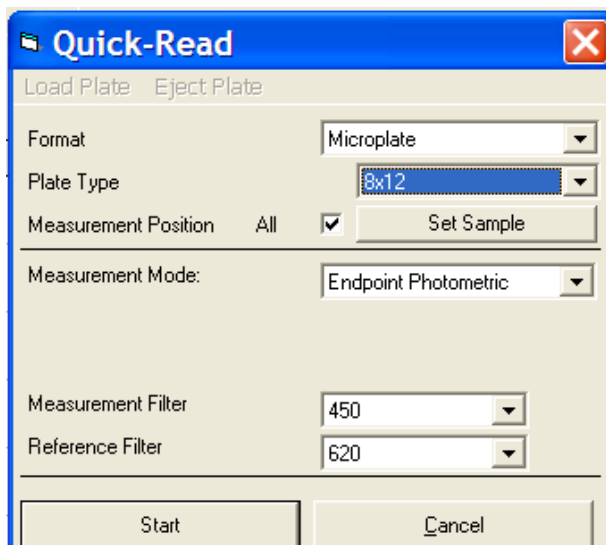 Quick-Read
Load Plate Eject Plate
Format Microplate
Plate Type 8x12
Measurement Position All Set Sample
Measurement Mode: Endpoint Photometric
Measurement Filter 450
Reference Filter 620
Start Cancel